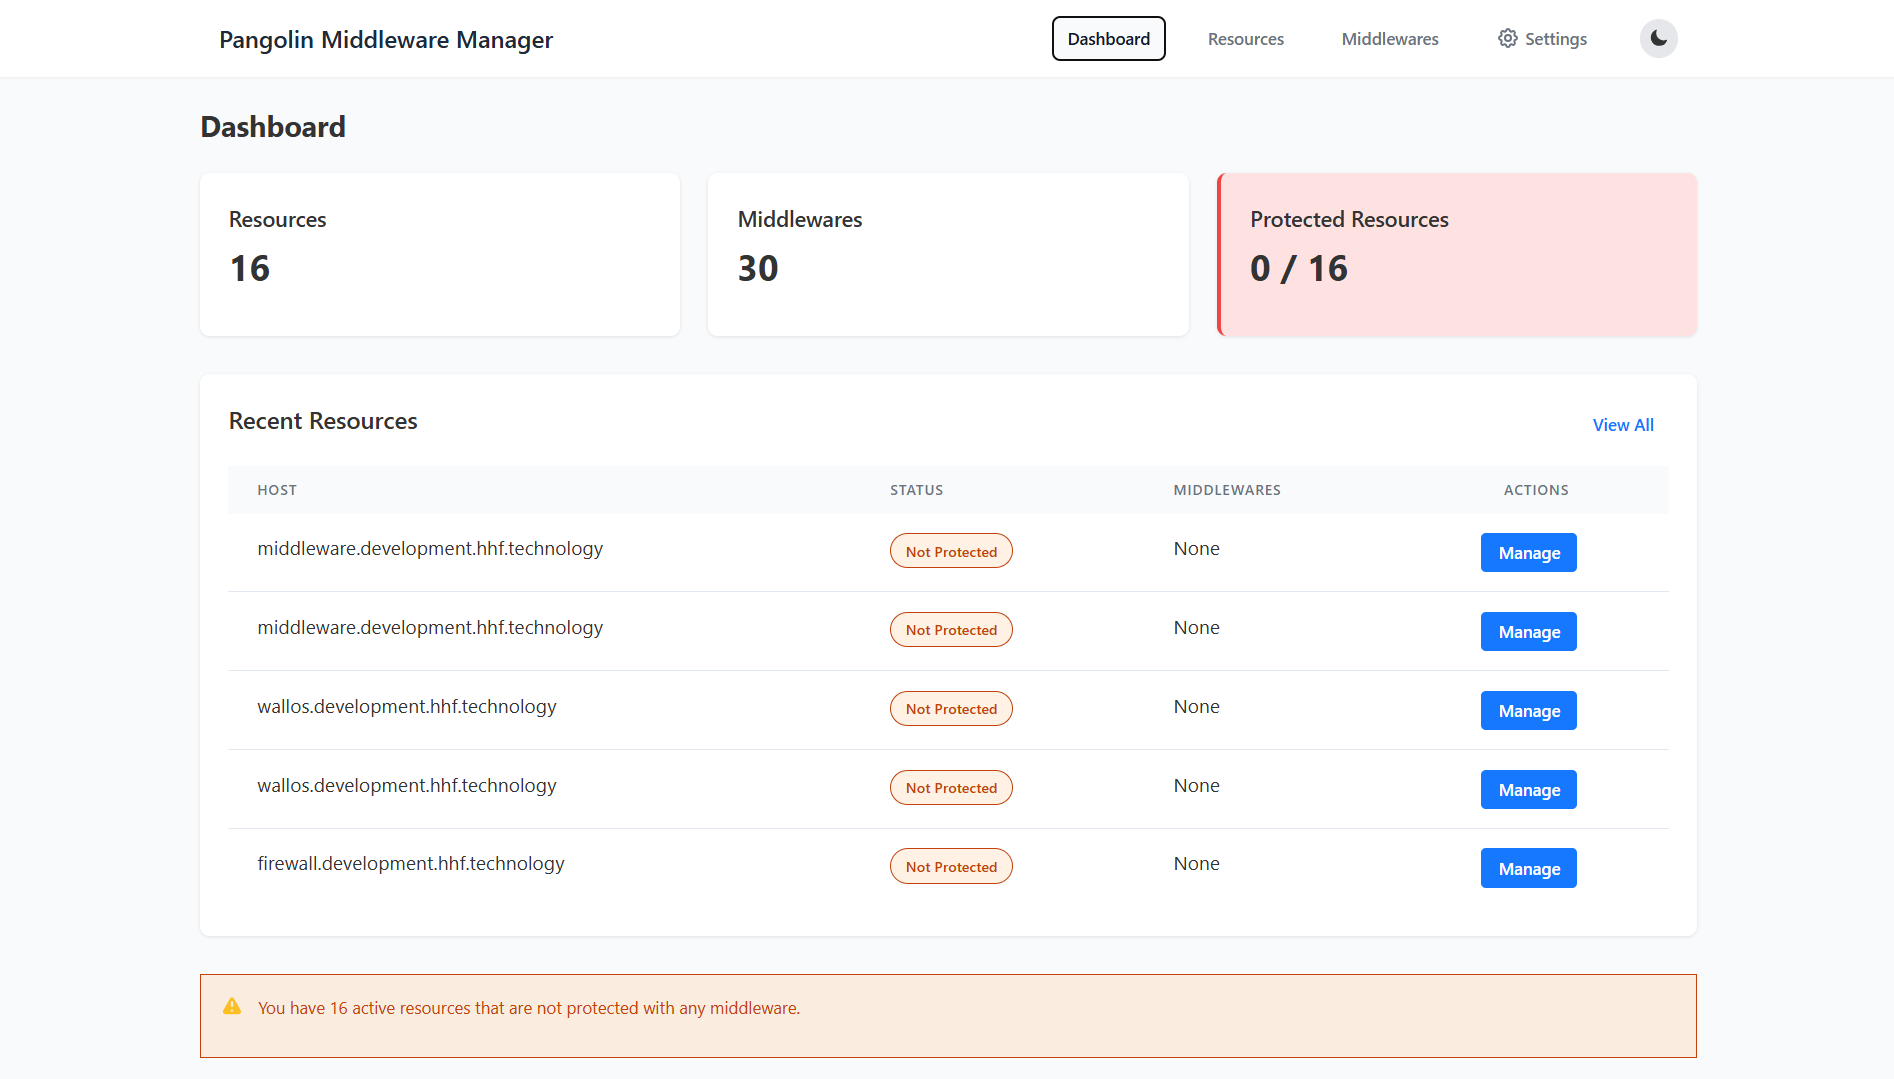 Pangolin Middleware Manager
Dashboard Resources Middlewares Settings
Dashboard
Resources
16
Middlewares
30
Protected Resources
0 / 16
Recent Resources
View All
HOST STATUS MIDDLEWARES ACTIONS
middleware.development.hhf.technology Not Protected None Manage
middleware.development.hhf.technology Not Protected None Manage
wallos.development.hhf.technology Not Protected None Manage
wallos.development.hhf.technology Not Protected None Manage
firewall.development.hhf.technology Not Protected None Manage
You have 16 active resources that are not protected with any middleware.